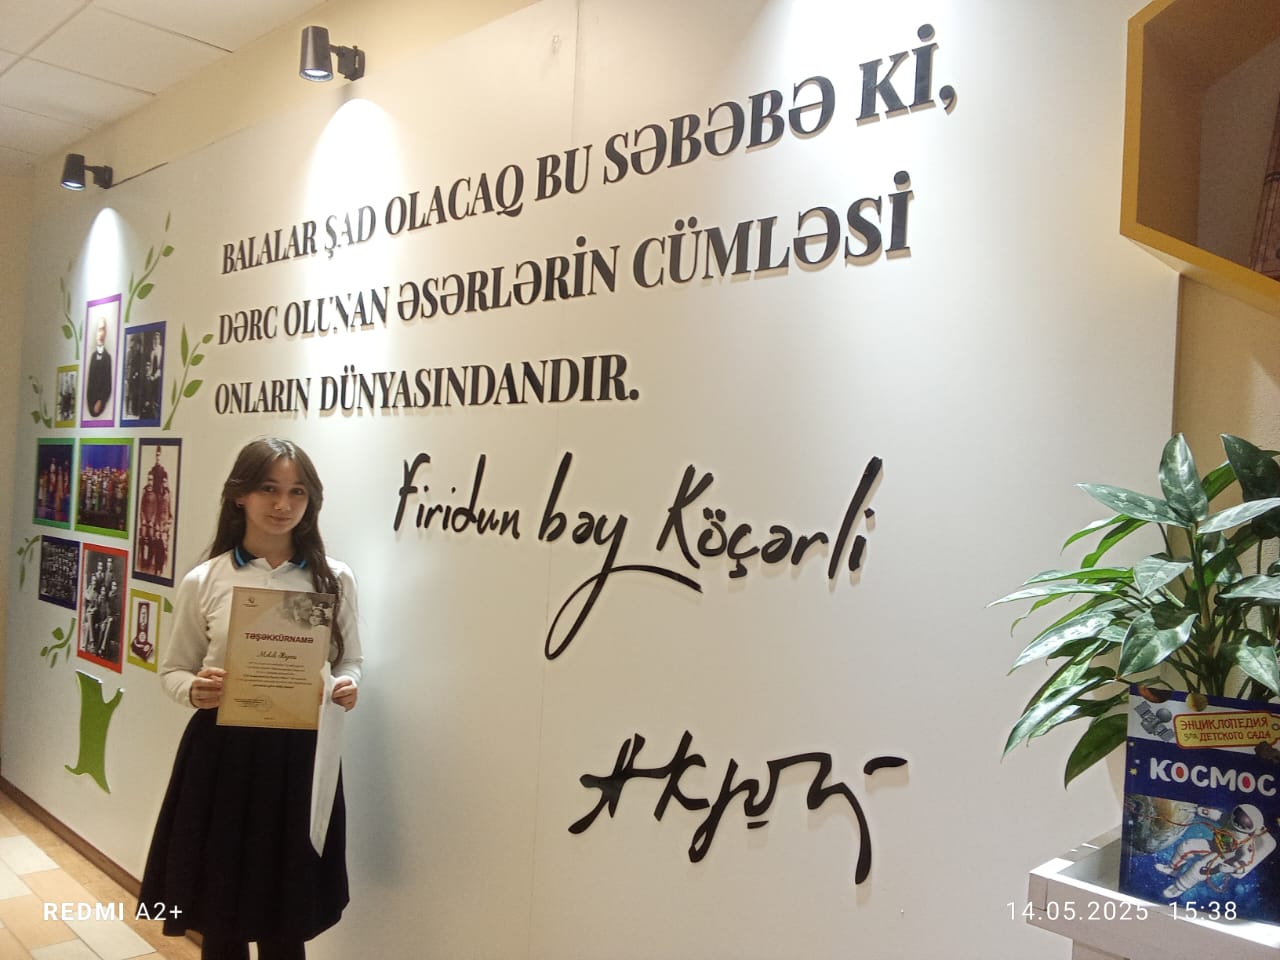 BALALAR ŞAD OLACAQ BU SƏBƏBƏ Kİ,
DƏRC OLUNAN ƏSƏRLƏRİN CÜMLƏSİ
ONLARIN DÜNYASINDANDIR.
Firidun bəy Köçərli
TƏŞƏKKÜRNAMƏ
ЭНЦИКЛОПЕДИЯ
для ДЕТСКОГО САДА
КОСМОС
REDMI A2+
14.05.2025 15:38